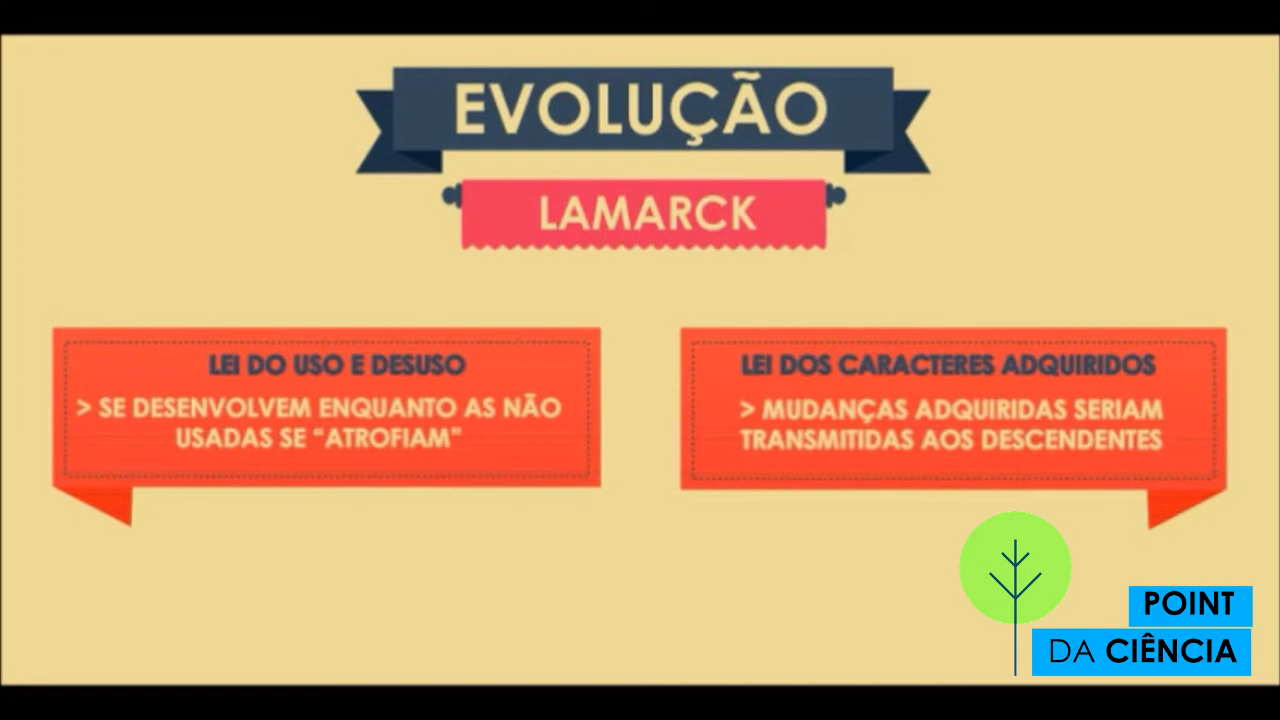 EVOLUÇÃO
LAMARCK
LEI DO USO E DESUSO
> SE DESENVOLVEM ENQUANTO AS NÃO
USADAS SE “ATROFIAM”
LEI DOS CARACTERES ADQUIRIDOS
> MUDANÇAS ADQUIRIDAS SERIAM
TRANSMITIDAS AOS DESCENDENTES
POINT
DA CIÊNCIA